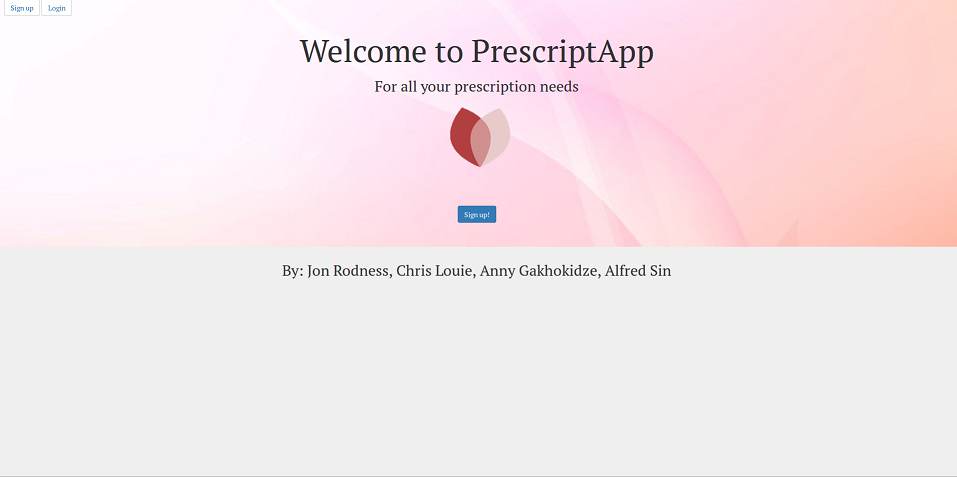 Sign up
Login
Welcome to PrescriptApp
For all your prescription needs
Sign up!
By: Jon Rodness, Chris Louie, Anny Gakhokidze, Alfred Sin